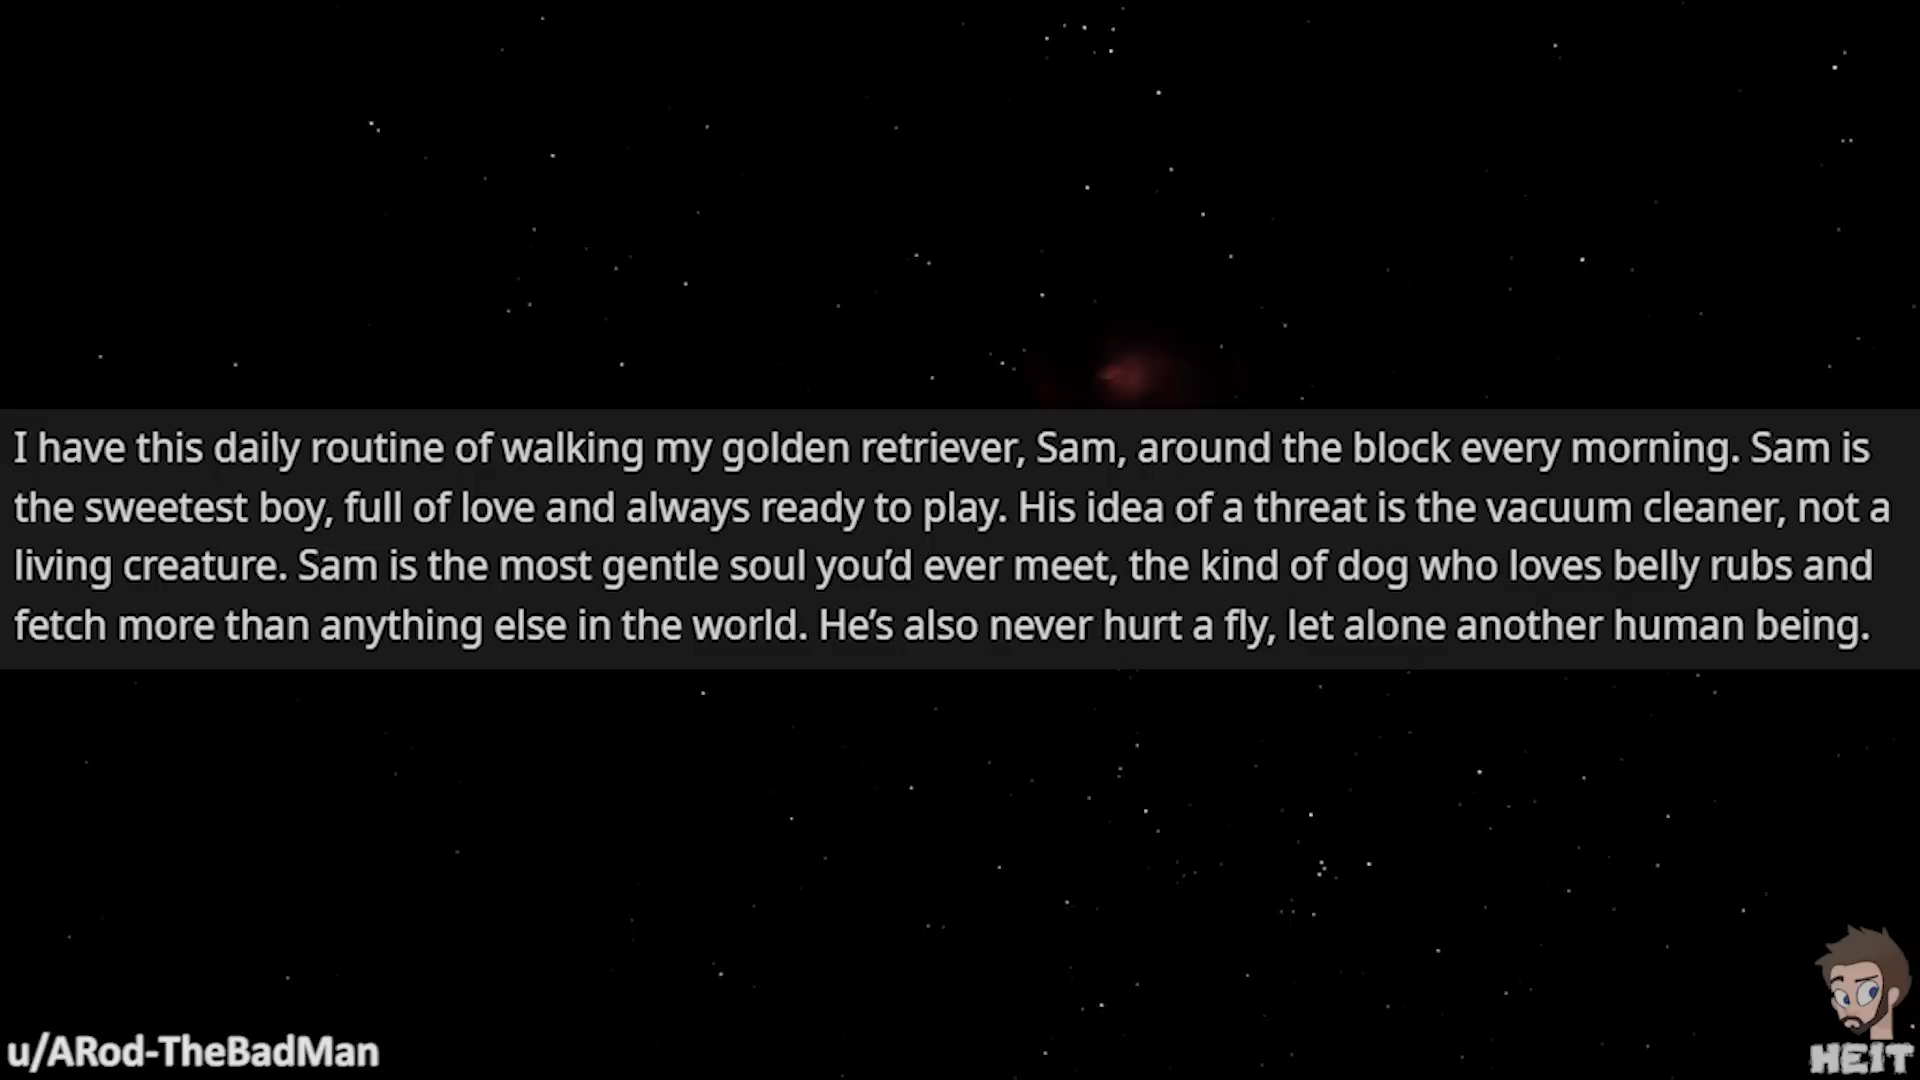 I have this daily routine of walking my golden retriever, Sam, around the block every morning. Sam is
the sweetest boy, full of love and always ready to play. His idea of a threat is the vacuum cleaner, not a
living creature. Sam is the most gentle soul you’d ever meet, the kind of dog who loves belly rubs and
fetch more than anything else in the world. He’s also never hurt a fly, let alone another human being.
u/ARod-TheBadMan
HEIT